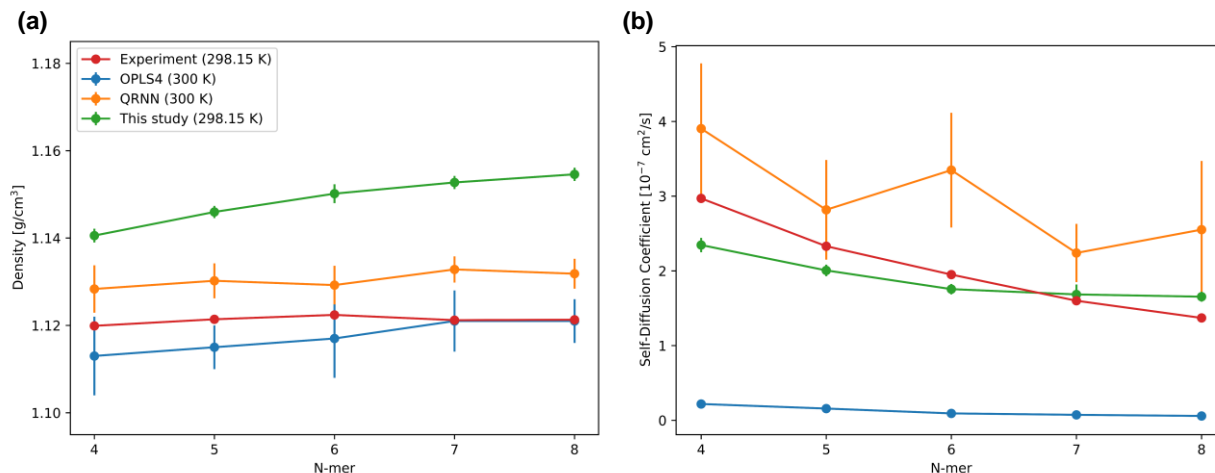 (a)
1.18
1.16
1.14
1.12
1.10
Density [g/cm³]
4 5 6 7 8
N-mer
Experiment (298.15 K)
OPLS4 (300 K)
QRNN (300 K)
This study (298.15 K)
(b)
5
4
3
2
1
0
Self-Diffusion Coefficient [10⁻⁷ cm²/s]
4 5 6 7 8
N-mer